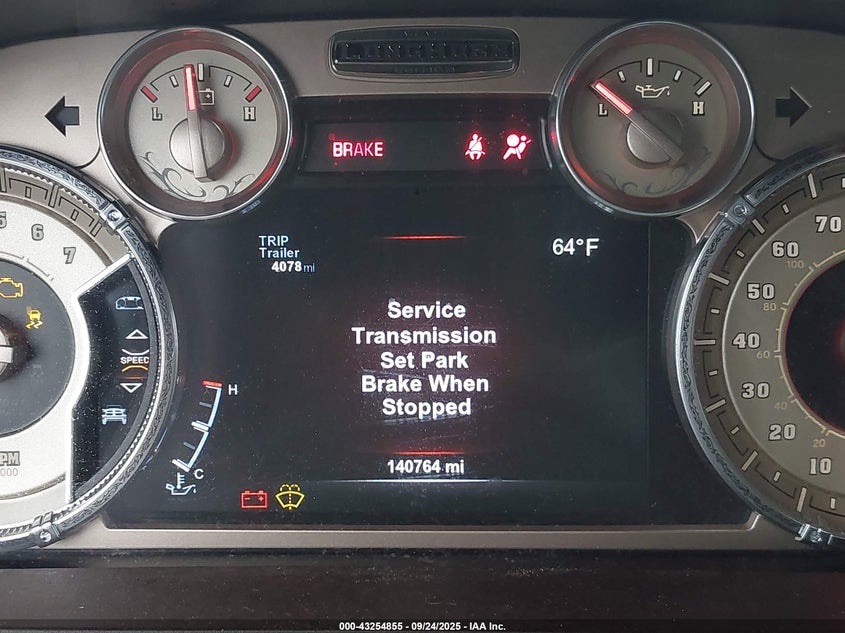 LONGHORN
L H
BRAKE
L H
TRIP
Trailer
4078 mi
64°F
Service
Transmission
Set Park
Brake When
Stopped
140764 mi
5 6 7
SPEED
H
C
70
60
100
50
80
40
60
30
40
20
20
10
000-43254855 - 09/24/2025 - IAA Inc.